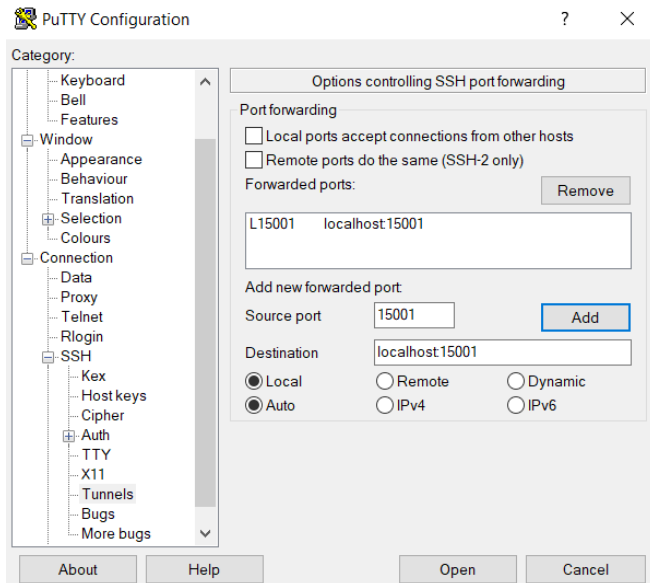 PuTTY Configuration
?
Category:
Keyboard
Bell
Features
Window
Appearance
Behaviour
Translation
Selection
Colours
Connection
Data
Proxy
Telnet
Rlogin
SSH
Kex
Host keys
Cipher
Auth
TTY
X11
Tunnels
Bugs
More bugs
Options controlling SSH port forwarding
Port forwarding
Local ports accept connections from other hosts
Remote ports do the same (SSH-2 only)
Forwarded ports:
Remove
L15001 localhost:15001
Add new forwarded port:
Source port 15001 Add
Destination localhost:15001
Local Remote Dynamic
Auto IPv4 IPv6
About Help Open Cancel